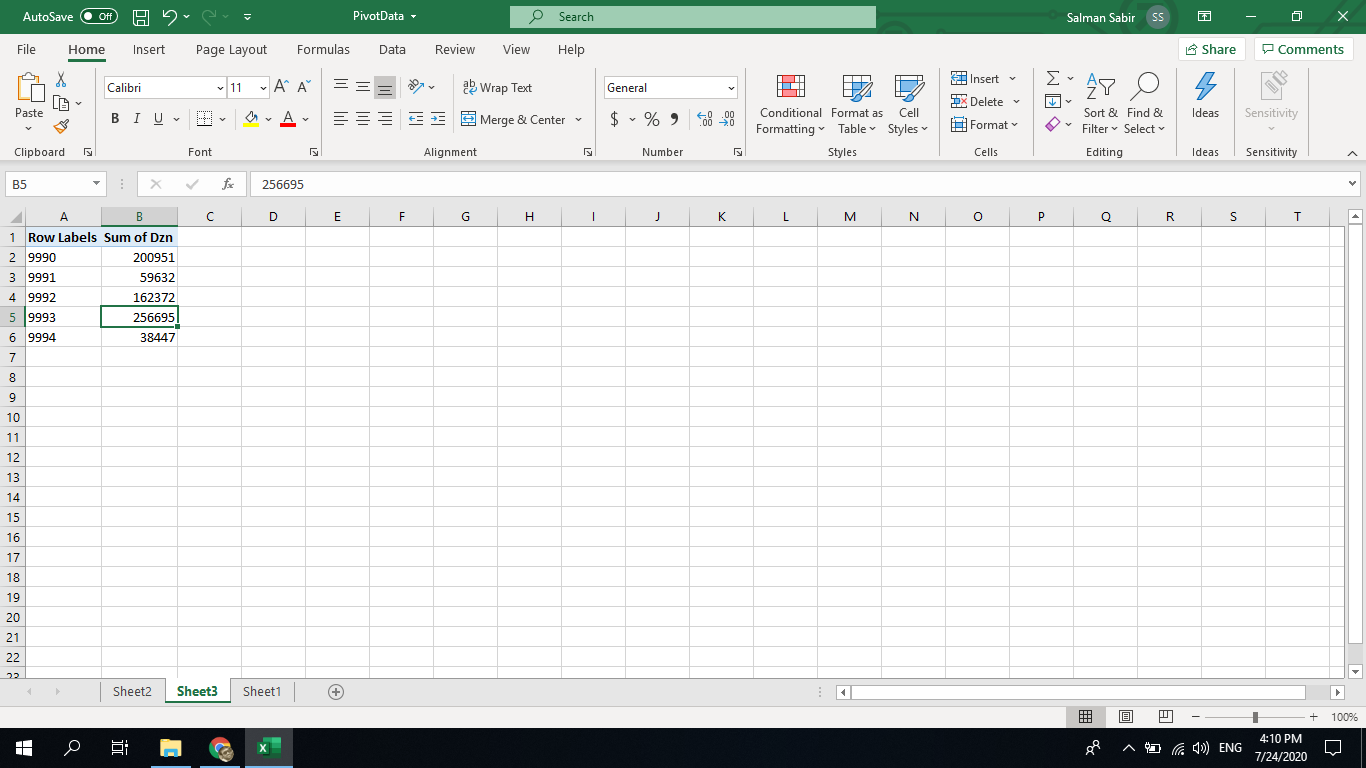 AutoSave Off PivotData Search Salman Sabir SS
File Home Insert Page Layout Formulas Data Review View Help Share Comments
Paste
Clipboard
Calibri 11
B I U A
Font
ab Wrap Text
Merge & Center
Alignment
General
$ % 9
Number
Conditional Formatting
Format as Table
Cell Styles
Styles
Insert
Delete
Format
Cells
Sort & Filter
Find & Select
Editing
Ideas
Ideas
Sensitivity
Sensitivity
B5 fx 256695
A B C D E F G H I J K L M N O P Q R S T
1 Row Labels Sum of Dzn
2 9990 200951
3 9991 59632
4 9992 162372
5 9993 256695
6 9994 38447
7
8
9
10
11
12
13
14
15
16
17
18
19
20
21
22
23
Sheet2 Sheet3 Sheet1
100%
ENG 4:10 PM
7/24/2020